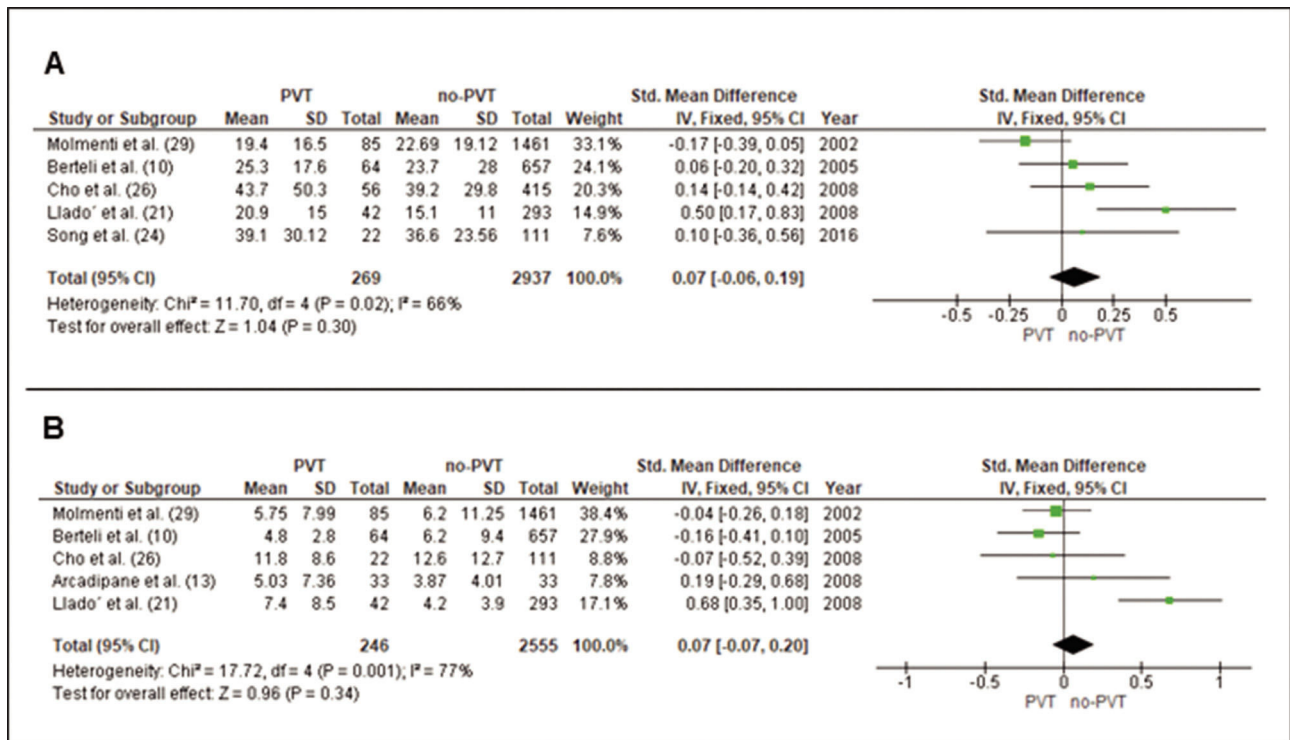 A
PVT no-PVT Std. Mean Difference Std. Mean Difference
Study or Subgroup Mean SD Total Mean SD Total Weight IV, Fixed, 95% CI Year IV, Fixed, 95% CI
Molmenti et al. (29) 19.4 16.5 85 22.69 19.12 1461 33.1% -0.17 [-0.39, 0.05] 2002
Berteli et al. (10) 25.3 17.6 64 23.7 28 657 24.1% 0.06 [-0.20, 0.32] 2005
Cho et al. (26) 43.7 50.3 56 39.2 29.8 415 20.3% 0.14 [-0.14, 0.42] 2008
Llado´ et al. (21) 20.9 15 42 15.1 11 293 14.9% 0.50 [0.17, 0.83] 2008
Song et al. (24) 39.1 30.12 22 36.6 23.56 111 7.6% 0.10 [-0.36, 0.56] 2016
Total (95% CI) 269 2937 100.0% 0.07 [-0.06, 0.19]
Heterogeneity: Chi² = 11.70, df = 4 (P = 0.02); I² = 66%
Test for overall effect: Z = 1.04 (P = 0.30)
-0.5 -0.25 0 0.25 0.5
PVT no-PVT
B
PVT no-PVT Std. Mean Difference Std. Mean Difference
Study or Subgroup Mean SD Total Mean SD Total Weight IV, Fixed, 95% CI Year IV, Fixed, 95% CI
Molmenti et al. (29) 5.75 7.99 85 6.2 11.25 1461 38.4% -0.04 [-0.26, 0.18] 2002
Berteli et al. (10) 4.8 2.8 64 6.2 9.4 657 27.9% -0.16 [-0.41, 0.10] 2005
Cho et al. (26) 11.8 8.6 22 12.6 12.7 111 8.8% -0.07 [-0.52, 0.39] 2008
Arcadipane et al. (13) 5.03 7.36 33 3.87 4.01 33 7.8% 0.19 [-0.29, 0.68] 2008
Llado´ et al. (21) 7.4 8.5 42 4.2 3.9 293 17.1% 0.68 [0.35, 1.00] 2008
Total (95% CI) 246 2555 100.0% 0.07 [-0.07, 0.20]
Heterogeneity: Chi² = 17.72, df = 4 (P = 0.001); I² = 77%
Test for overall effect: Z = 0.96 (P = 0.34)
-1 -0.5 0 0.5 1
PVT no-PVT